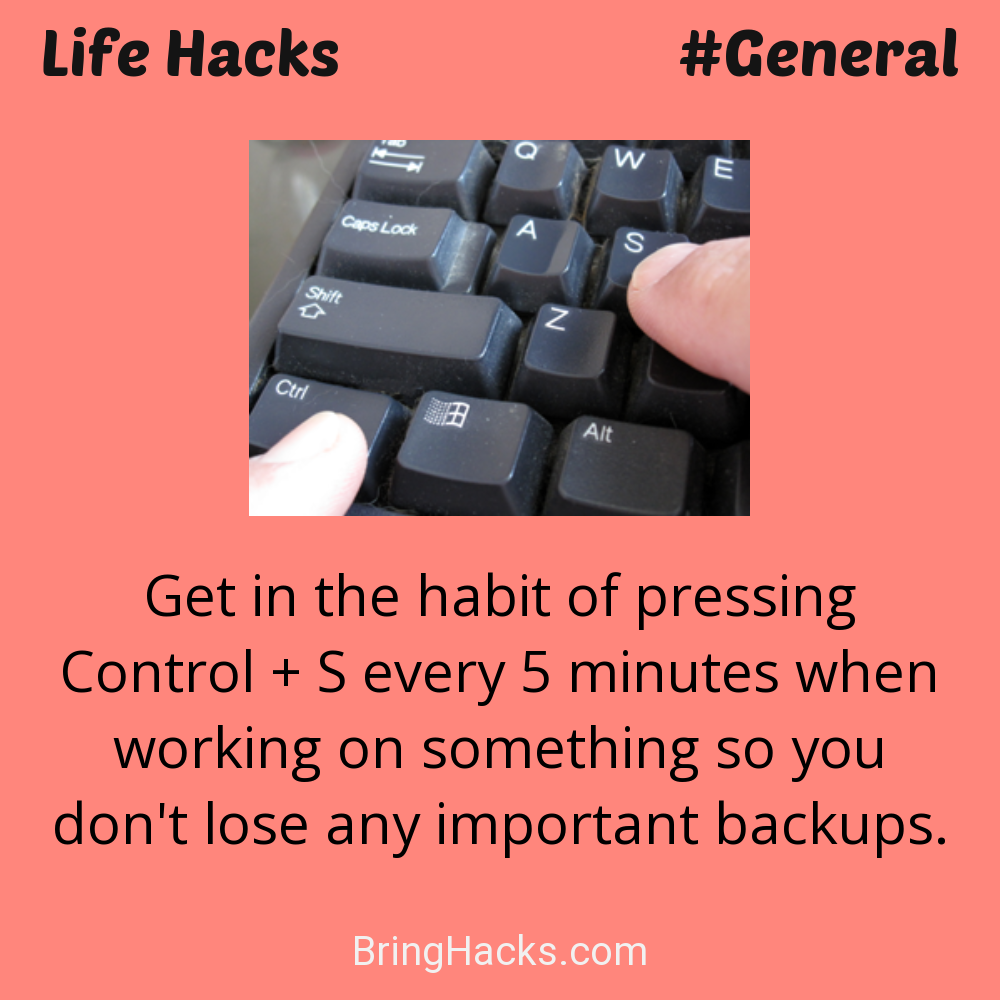 Life Hacks #General
Tab Q W E
Caps Lock A S
Shift Z
Ctrl Alt
Get in the habit of pressing
Control + S every 5 minutes when
working on something so you
don't lose any important backups.
BringHacks.com